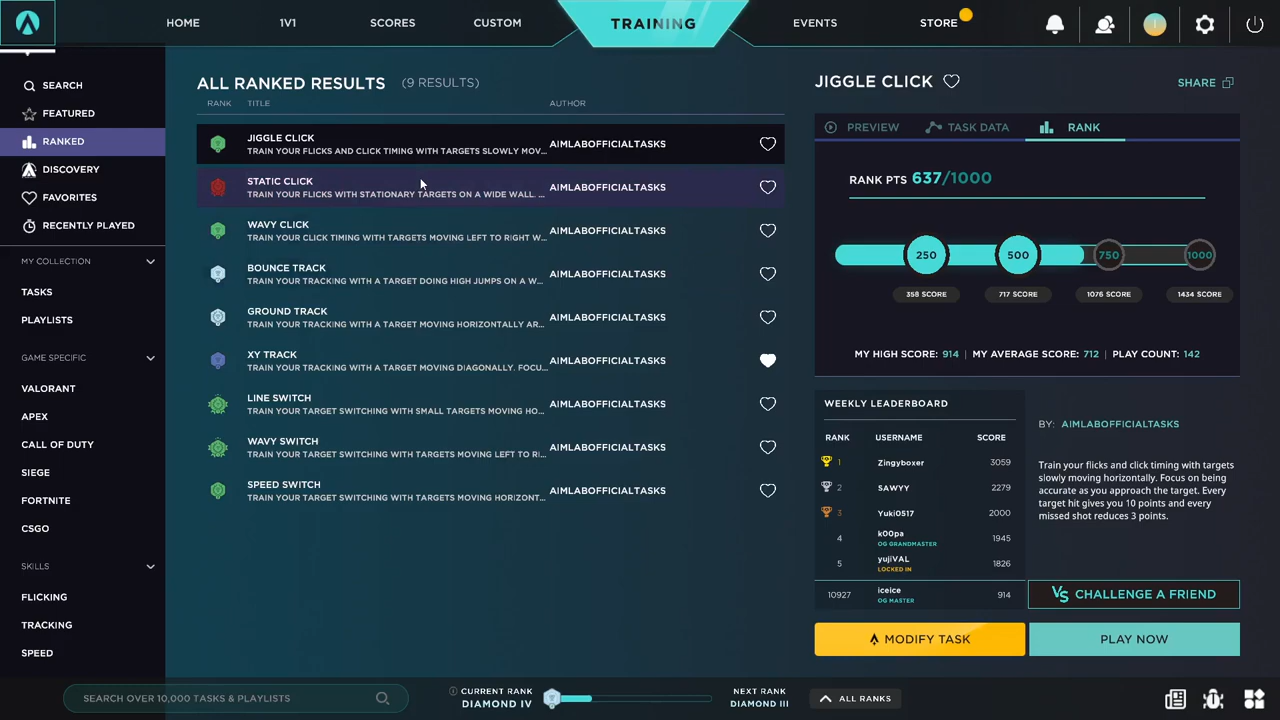 HOME
1V1
SCORES
CUSTOM
TRAINING
EVENTS
STORE
SEARCH
FEATURED
RANKED
DISCOVERY
FAVORITES
RECENTLY PLAYED
MY COLLECTION
TASKS
PLAYLISTS
GAME SPECIFIC
VALORANT
APEX
CALL OF DUTY
SIEGE
FORTNITE
CSGO
SKILLS
FLICKING
TRACKING
SPEED
ALL RANKED RESULTS (9 RESULTS)
RANK TITLE AUTHOR
JIGGLE CLICK
TRAIN YOUR FLICKS AND CLICK TIMING WITH TARGETS SLOWLY MOV...
AIMLABOFFICIALTASKS
STATIC CLICK
TRAIN YOUR FLICKS WITH STATIONARY TARGETS ON A WIDE WALL. ...
AIMLABOFFICIALTASKS
WAVY CLICK
TRAIN YOUR CLICK TIMING WITH TARGETS MOVING LEFT TO RIGHT W...
AIMLABOFFICIALTASKS
BOUNCE TRACK
TRAIN YOUR TRACKING WITH A TARGET DOING HIGH JUMPS ON A W...
AIMLABOFFICIALTASKS
GROUND TRACK
TRAIN YOUR TRACKING WITH A TARGET MOVING HORIZONTALLY AR...
AIMLABOFFICIALTASKS
XY TRACK
TRAIN YOUR TRACKING WITH A TARGET MOVING DIAGONALLY. FOCU...
AIMLABOFFICIALTASKS
LINE SWITCH
TRAIN YOUR TARGET SWITCHING WITH SMALL TARGETS MOVING HO...
AIMLABOFFICIALTASKS
WAVY SWITCH
TRAIN YOUR TARGET SWITCHING WITH TARGETS MOVING LEFT TO RI...
AIMLABOFFICIALTASKS
SPEED SWITCH
TRAIN YOUR TARGET SWITCHING WITH TARGETS MOVING HORIZONT...
AIMLABOFFICIALTASKS
JIGGLE CLICK
SHARE
PREVIEW
TASK DATA
RANK
RANK PTS 637/1000
250 500 750 1000
358 SCORE 717 SCORE 1076 SCORE 1434 SCORE
MY HIGH SCORE: 914 | MY AVERAGE SCORE: 712 | PLAY COUNT: 142
WEEKLY LEADERBOARD
RANK USERNAME SCORE
1 Zingyboxer 3059
2 SAWYY 2279
3 Yuki0517 2000
4 k00pa 1945
OG GRANDMASTER
5 yujiVAL 1826
LOCKED IN
10927 iceice 914
OG MASTER
BY: AIMLABOFFICIALTASKS
Train your flicks and click timing with targets
slowly moving horizontally. Focus on being
accurate as you approach the target. Every
target hit gives you 10 points and every
missed shot reduces 3 points.
VS CHALLENGE A FRIEND
MODIFY TASK
PLAY NOW
SEARCH OVER 10,000 TASKS & PLAYLISTS
CURRENT RANK
DIAMOND IV
NEXT RANK
DIAMOND III
ALL RANKS